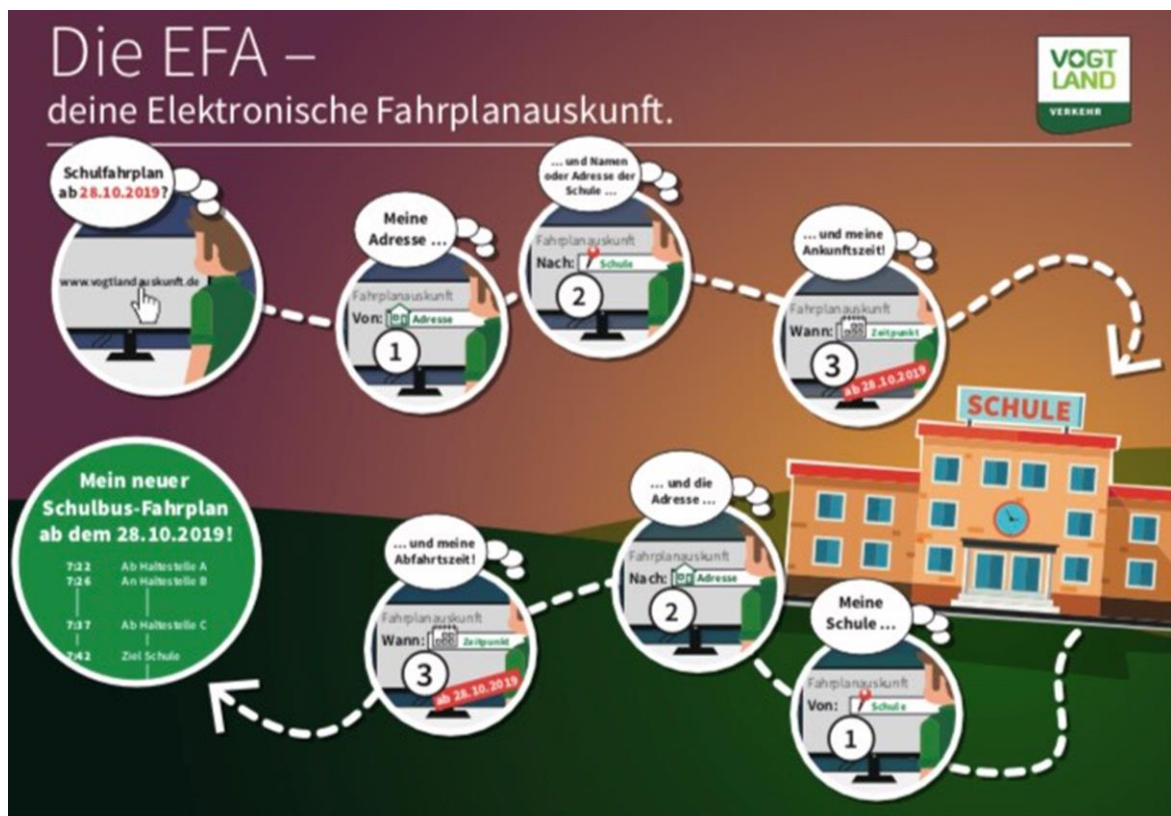 Die EFA –
deine Elektronische Fahrplanauskunft.
VOGT
LAND
VERKEHR
Schulfahrplan
ab 28.10.2019?
www.vogtlandauskunft.de
Meine
Adresse ...
Fahrplanauskunft
Von: Adresse
1
... und Namen
oder Adresse der
Schule ...
Fahrplanauskunft
Nach: Schule
2
... und meine
Ankunftszeit!
Fahrplanauskunft
Wann: Zeitpunkt
3
ab 28.10.2019
SCHULE
Meine
Schule ...
Fahrplanauskunft
Von: Schule
1
... und die
Adresse ...
Fahrplanauskunft
Nach: Adresse
2
... und meine
Abfahrtszeit!
Fahrplanauskunft
Wann: Zeitpunkt
3
ab 28.10.2019
Mein neuer
Schulbus-Fahrplan
ab dem 28.10.2019!
7:22 Ab Haltestelle A
7:26 An Haltestelle B
7:37 Ab Haltestelle C
7:42 Ziel Schule